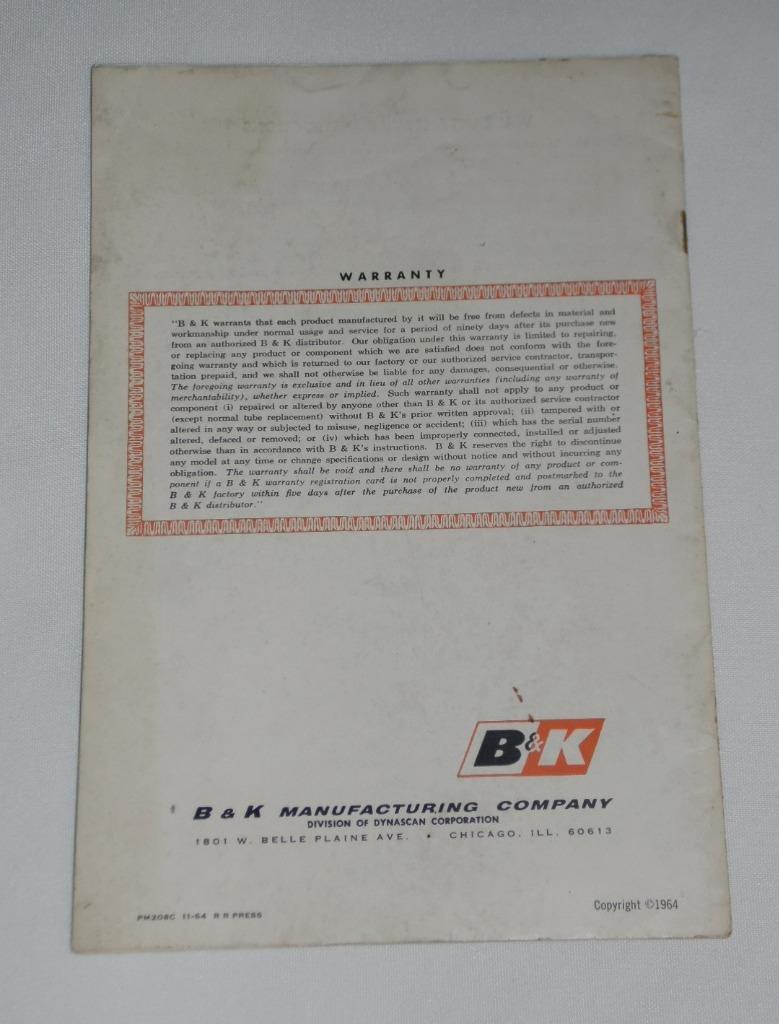 WARRANTY
"B & K warrants that each product manufactured by it will be free from defects in material and
workmanship under normal usage and service for a period of ninety days after its purchase new
from an authorized B & K distributor. Our obligation under this warranty is limited to repairing,
or replacing any product or component which we are satisfied does not conform with the fore-
going warranty and which is returned to our factory or our authorized service contractor, transpor-
tation prepaid, and we shall not otherwise be liable for any damages, consequential or otherwise.
The foregoing warranty is exclusive and in lieu of all other warranties (including any warranty of
merchantability), whether express or implied. Such warranty shall not apply to any product or
component (i) repaired or altered by anyone other than B & K or its authorized service contractor
(except normal tube replacement) without B & K's prior written approval; (ii) tampered with or
altered in any way or subjected to misuse, negligence or accident; (iii) which has the serial number
altered, defaced or removed; or (iv) which has been improperly connected, installed or adjusted
otherwise than in accordance with B & K's instructions. B & K reserves the right to discontinue
any model at any time or change specifications or design without notice and without incurring any
obligation. The warranty shall be void and there shall be no warranty of any product or com-
ponent if a B & K warranty registration card is not properly completed and postmarked to the
B & K factory within five days after the purchase of the product new from an authorized
B & K distributor."
B&K
B & K MANUFACTURING COMPANY
DIVISION OF DYNASCAN CORPORATION
1801 W. BELLE PLAINE AVE. • CHICAGO, ILL. 60613
Copyright ©1964
PM208C 11-64 R R PRESS